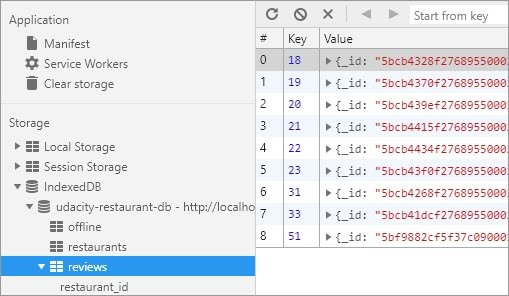 Application
Manifest
Service Workers
Clear storage
Storage
Local Storage
Session Storage
IndexedDB
udacity-restaurant-db - http://localho
offline
restaurants
reviews
restaurant_id
Start from key
# Key Value
0 18 {_id: "5bcb4328f2768955000
1 19 {_id: "5bcb4370f2768955000
2 20 {_id: "5bcb439ef2768955000
3 21 {_id: "5bcb4415f2768955000
4 22 {_id: "5bcb4434f2768955000
5 23 {_id: "5bcb43f0f2768955000
6 31 {_id: "5bcb4268f2768955000
7 33 {_id: "5bcb41dcf2768955000
8 51 {_id: "5bf9882cf5f37c090001